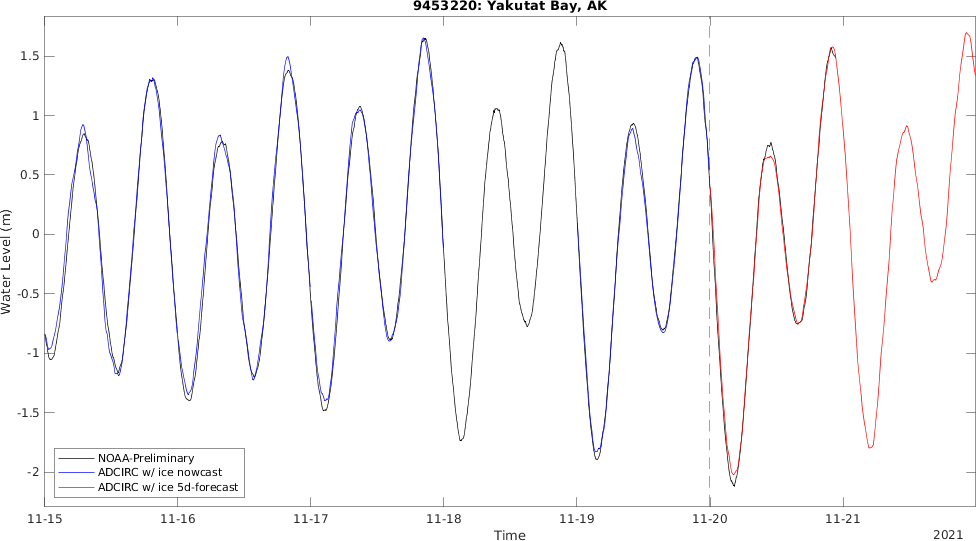 9453220: Yakutat Bay, AK
Water Level (m)
1.5
1
0.5
0
-0.5
-1
-1.5
-2
NOAA-Preliminary
ADCIRC w/ ice nowcast
ADCIRC w/ ice 5d-forecast
11-15 11-16 11-17 11-18 11-19 11-20 11-21
Time
2021